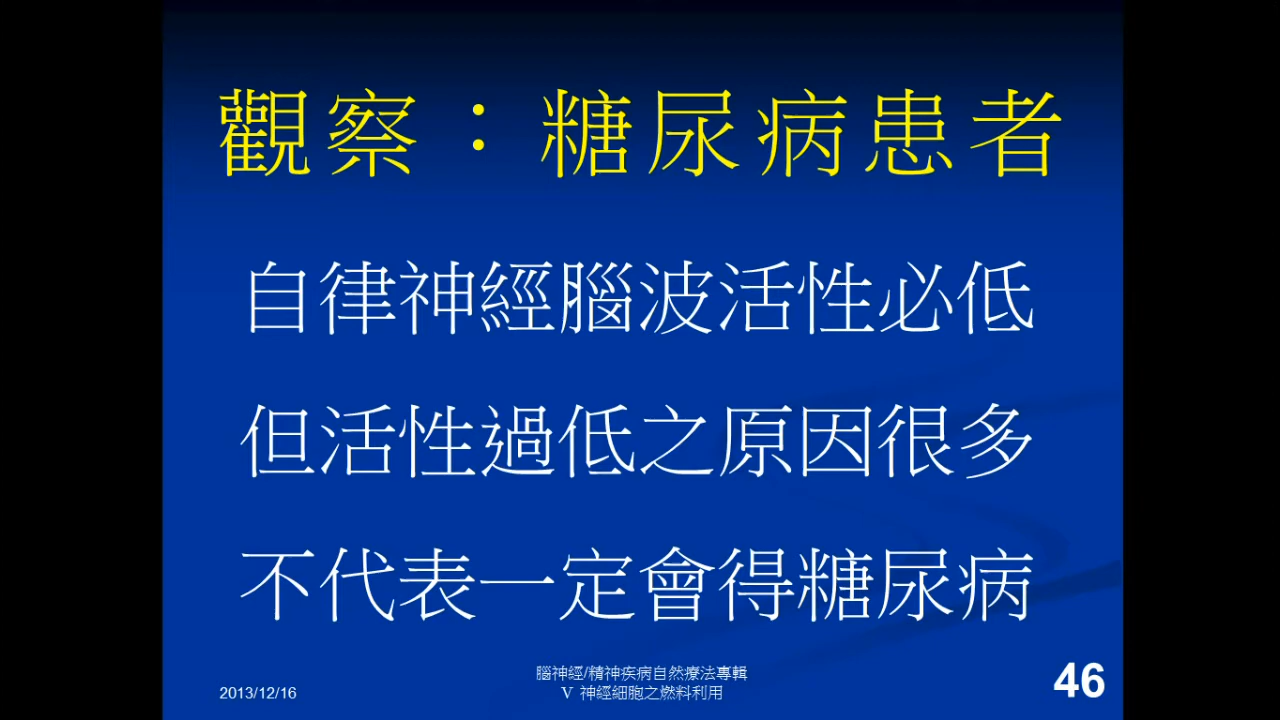 觀察：糖尿病患者
自律神經腦波活性必低
但活性過低之原因很多
不代表一定會得糖尿病
2013/12/16
腦神經/精神疾病自然療法專輯
V 神經細胞之燃料利用
46